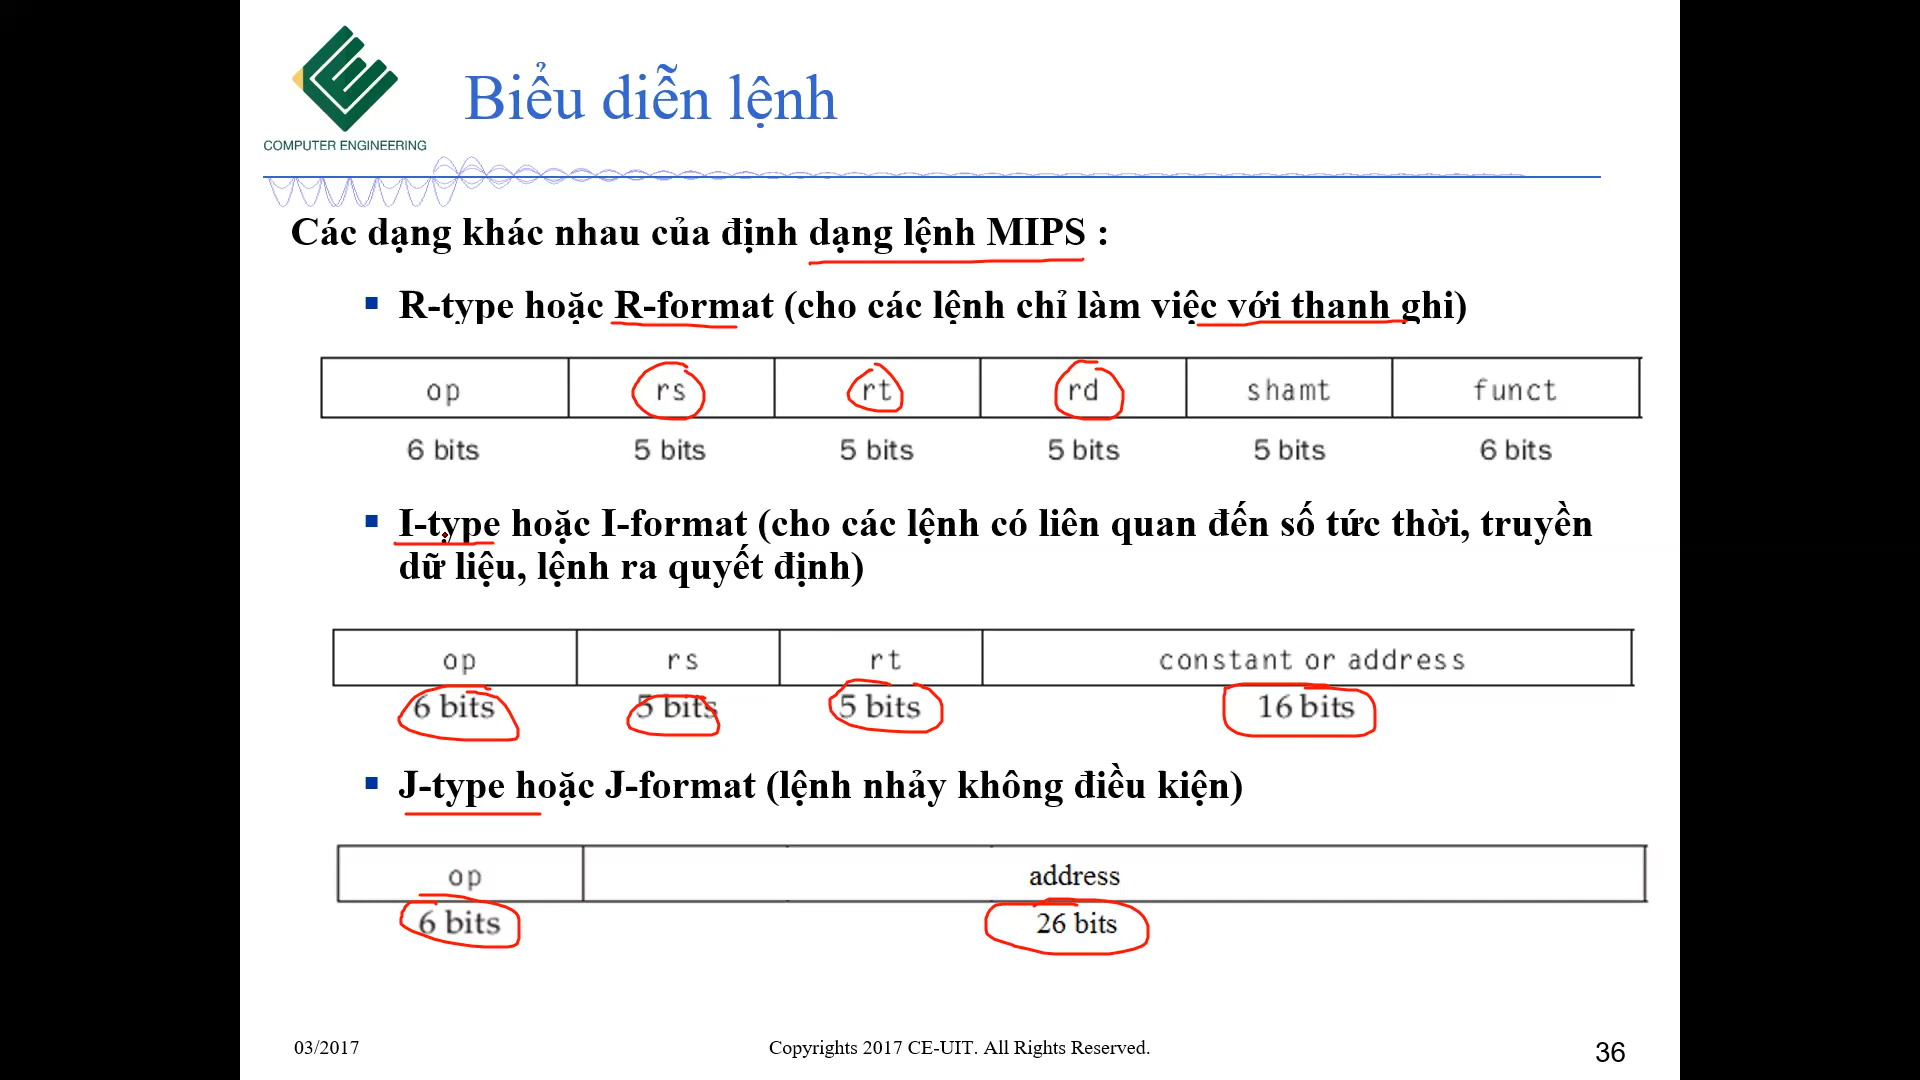 COMPUTER ENGINEERING
Biểu diễn lệnh
Các dạng khác nhau của định dạng lệnh MIPS :
R-type hoặc R-format (cho các lệnh chỉ làm việc với thanh ghi)
op rs rt rd shamt funct
6 bits 5 bits 5 bits 5 bits 5 bits 6 bits
I-type hoặc I-format (cho các lệnh có liên quan đến số tức thời, truyền
dữ liệu, lệnh ra quyết định)
op rs rt constant or address
6 bits 5 bits 5 bits 16 bits
J-type hoặc J-format (lệnh nhảy không điều kiện)
op address
6 bits 26 bits
03/2017 Copyrights 2017 CE-UIT. All Rights Reserved. 36